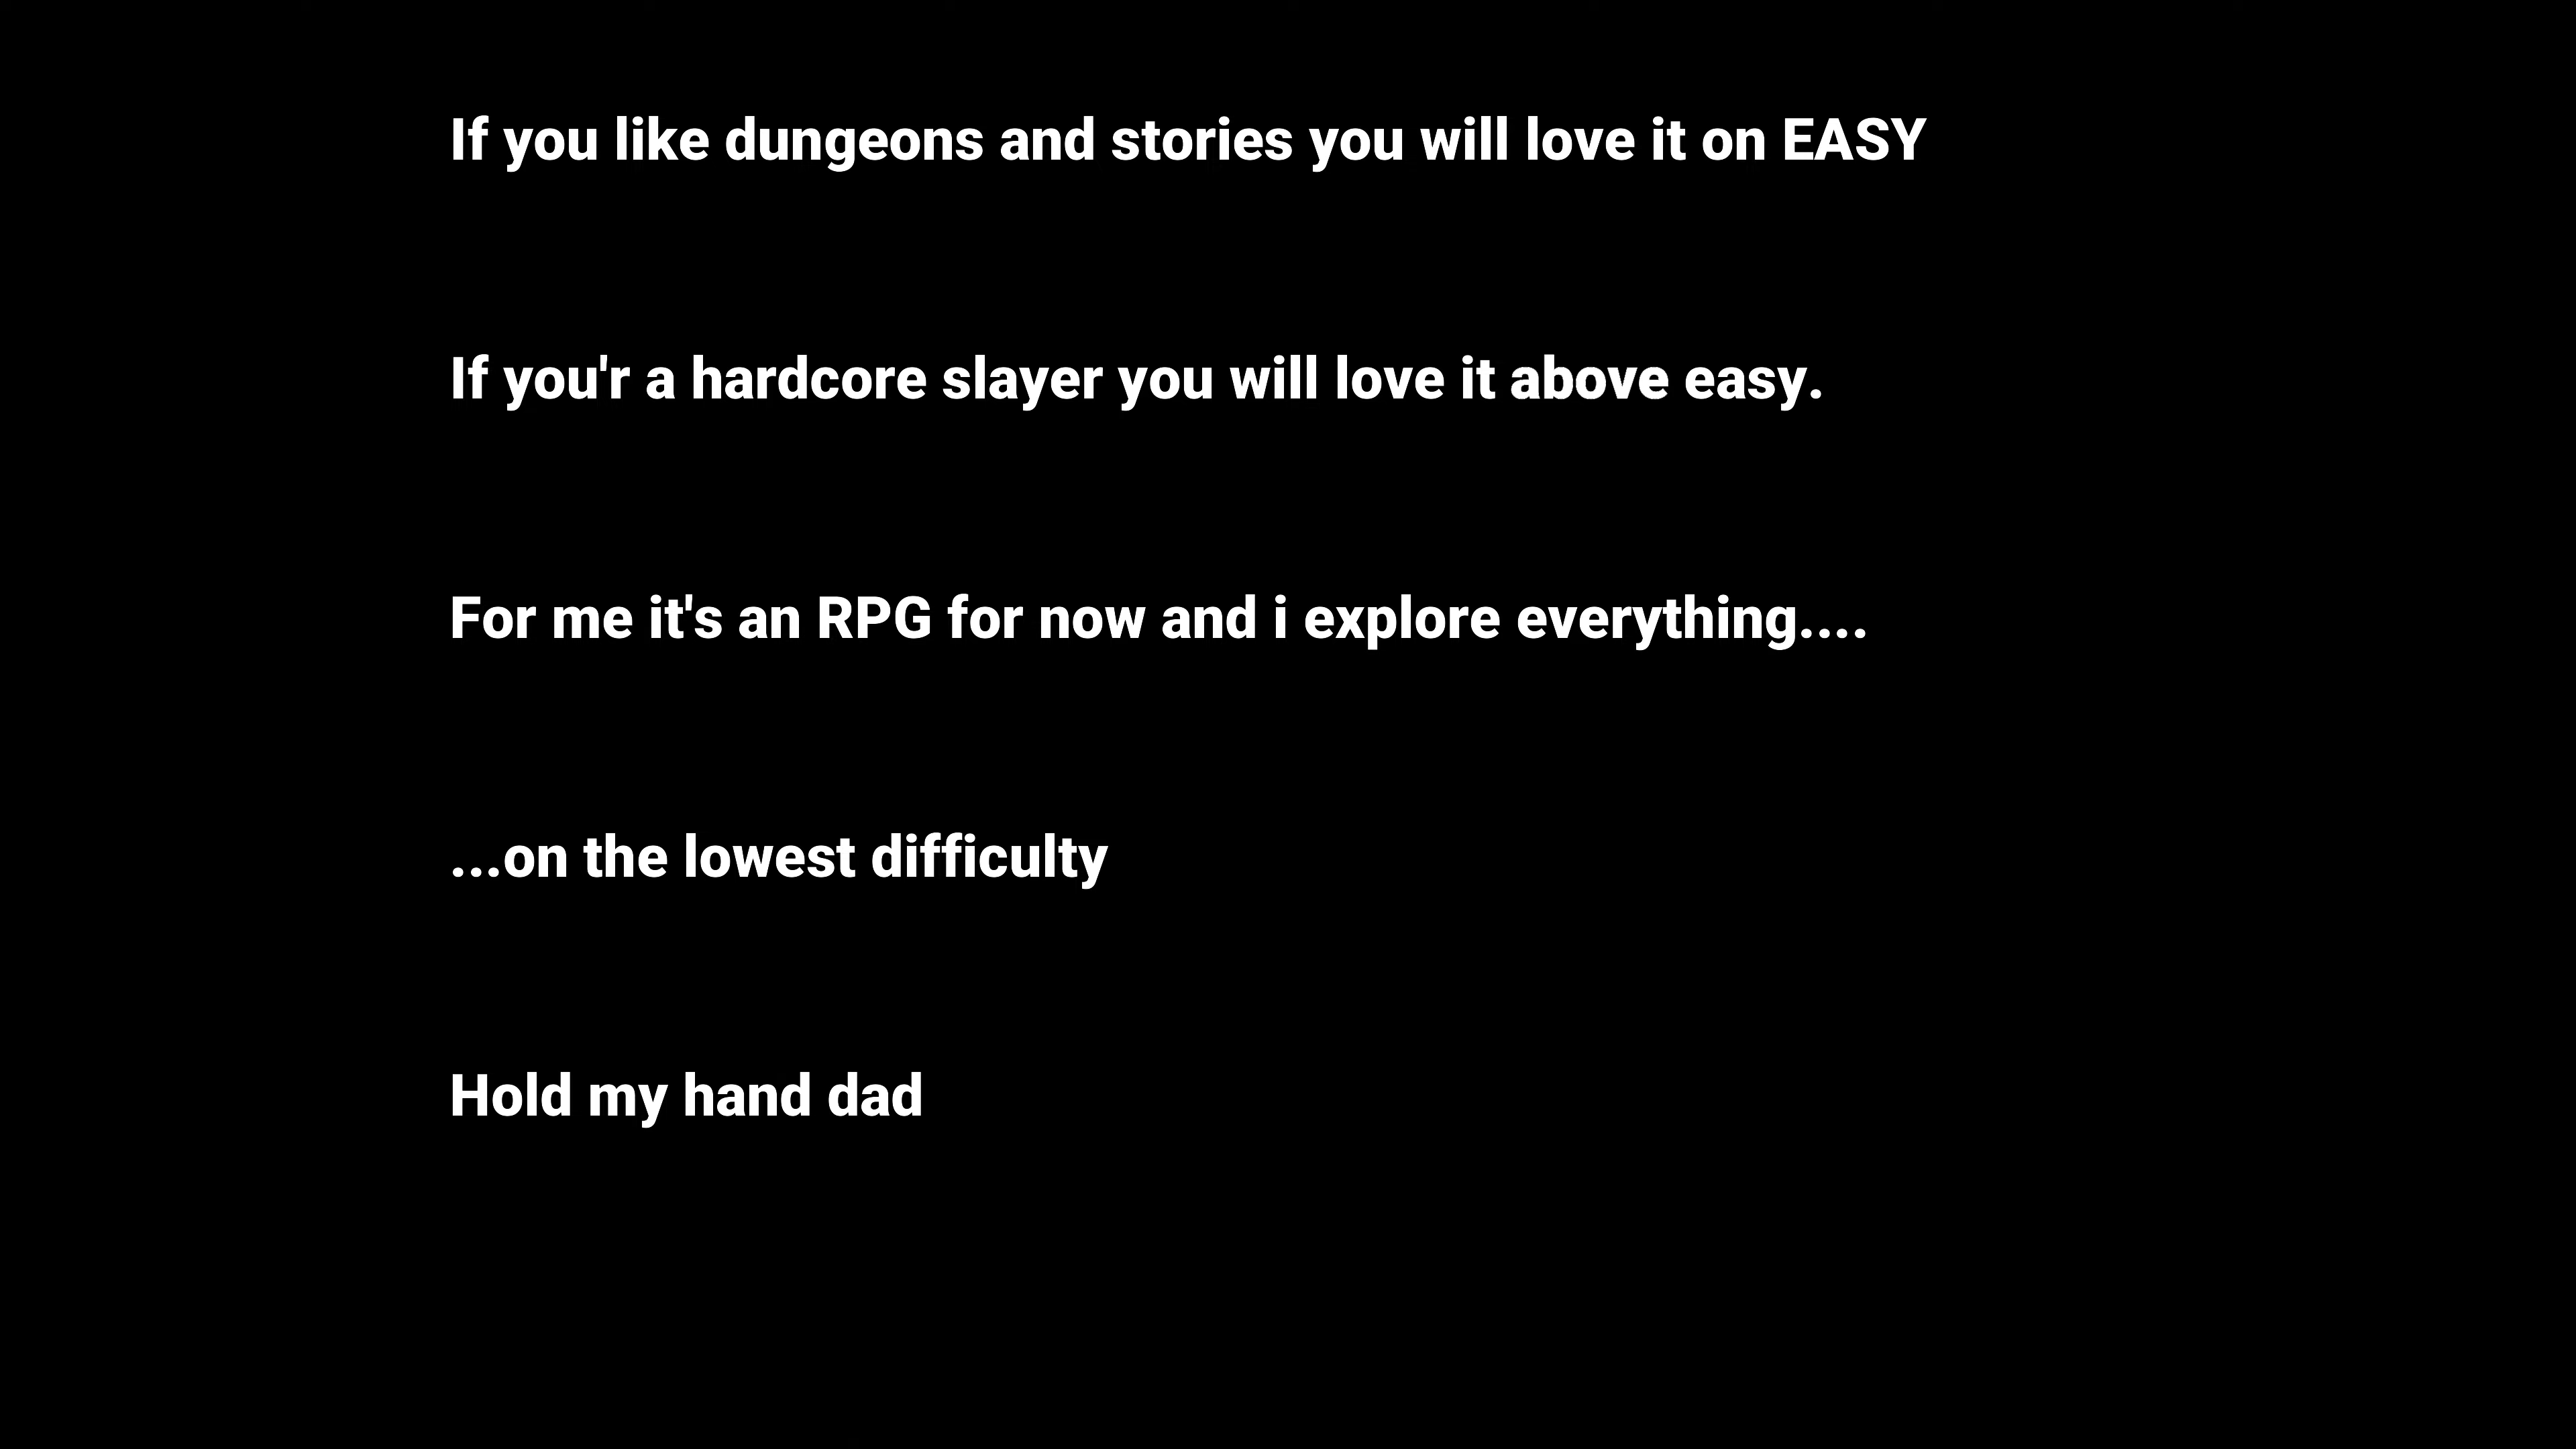 If you like dungeons and stories you will love it on EASY
If you'r a hardcore slayer you will love it above easy.
For me it's an RPG for now and i explore everything....
...on the lowest difficulty
Hold my hand dad